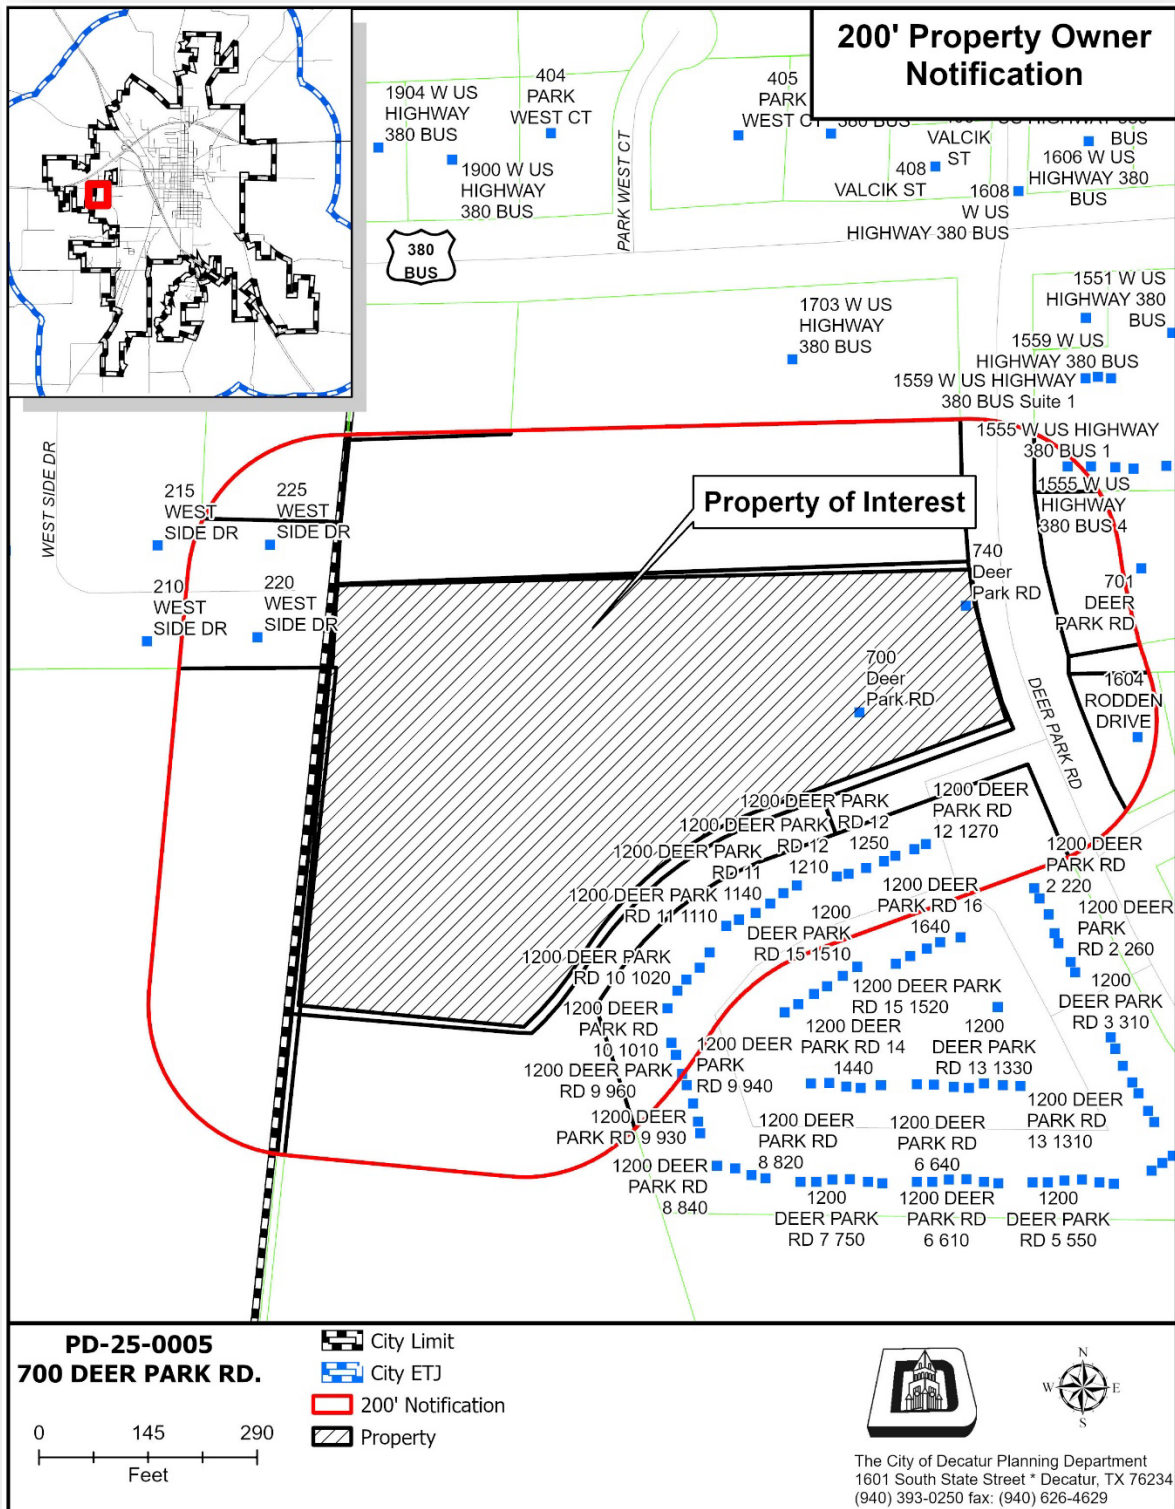 200' Property Owner
Notification
1904 W US
HIGHWAY
380 BUS
404
PARK
WEST CT
1900 W US
HIGHWAY
380 BUS
405
PARK
WEST CT
380 BUS
VALCIK
ST
408
VALCIK ST
BUS
1606 W US
HIGHWAY 380
BUS
1608
W US
HIGHWAY 380 BUS
PARK WEST CT
380
BUS
1703 W US
HIGHWAY
380 BUS
1551 W US
HIGHWAY 380
BUS
1559 W US
HIGHWAY 380 BUS
1559 W US HIGHWAY
380 BUS Suite 1
1555 W US HIGHWAY
380 BUS 1
1555 W US
HIGHWAY
380 BUS 4
WEST SIDE DR
215
WEST
SIDE DR
225
WEST
SIDE DR
210
WEST
SIDE DR
220
WEST
SIDE DR
Property of Interest
740
Deer
Park RD
701
DEER
PARK RD
700
Deer
Park RD
1604
RODDEN
DRIVE
DEER PARK RD
1200 DEER PARK
RD 12
1250
1200 DEER
PARK RD
12 1270
1200 DEER PARK
RD 12
1210
1200 DEER PARK
RD 11
1140
1200 DEER PARK
RD 11 1110
1200 DEER
PARK RD
2 220
1200 DEER
PARK RD 16
1640
1200
DEER PARK
RD 15 1510
1200 DEER
PARK
RD 2 260
1200 DEER PARK
RD 10 1020
1200 DEER PARK
RD 15 1520
1200
DEER PARK
RD 3 310
1200 DEER
PARK RD
10 1010
1200 DEER
PARK RD 14
1440
1200
DEER PARK
RD 13 1330
1200 DEER
PARK
RD 9 940
1200 DEER PARK
RD 9 960
1200 DEER
PARK RD
13 1310
1200 DEER
PARK RD 9 930
1200 DEER
PARK RD
8 820
1200 DEER
PARK RD
6 640
1200 DEER
PARK RD
8 840
1200
DEER PARK
RD 7 750
1200 DEER
PARK RD
6 610
1200
DEER PARK
RD 5 550
PD-25-0005
700 DEER PARK RD.
0 145 290
Feet
City Limit
City ETJ
200' Notification
Property
N
W E
S
The City of Decatur Planning Department
1601 South State Street * Decatur, TX 76234
(940) 393-0250 fax: (940) 626-4629